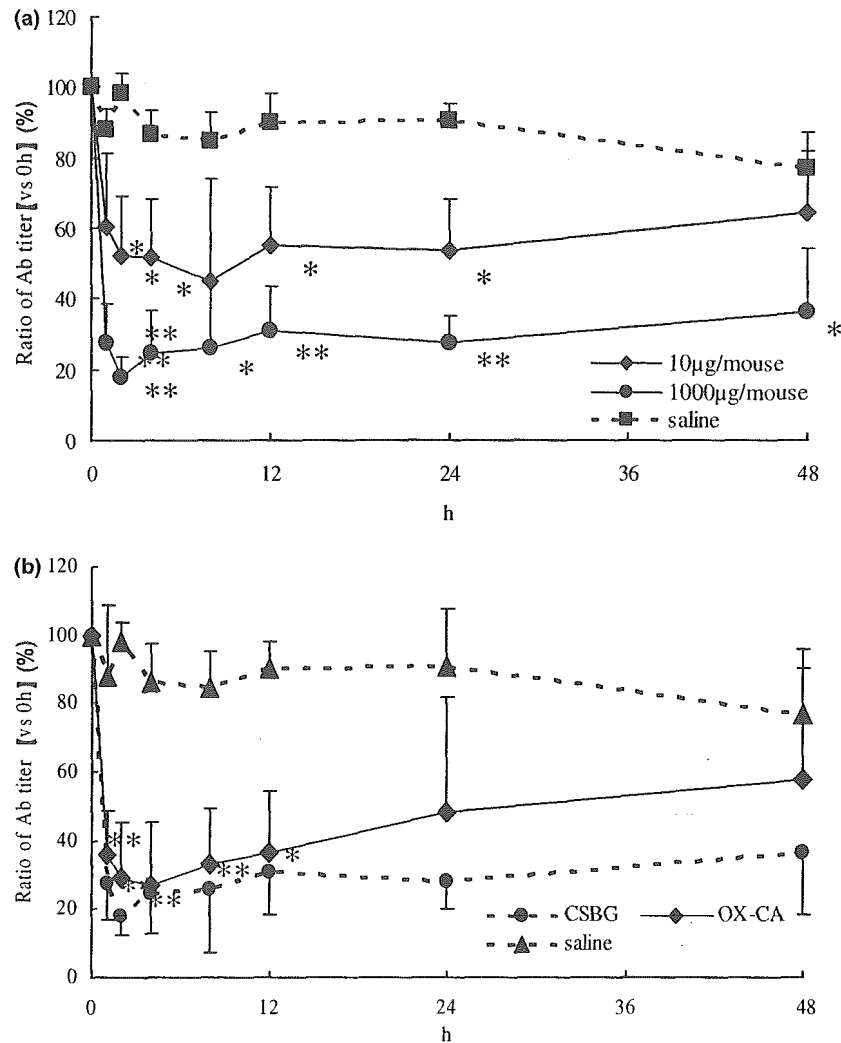 (a)
120
100
80
60
40
20
0
Ratio of Ab titer【vs 0h】(%)
*
*
*
*
*
**
**
**
*
**
**
*
10µg/mouse
1000µg/mouse
saline
0 12 24 36 48
h
(b)
120
100
80
60
40
20
0
Ratio of Ab titer【vs 0h】(%)
**
*
**
**
*
CSBG OX-CA
saline
0 12 24 36 48
h